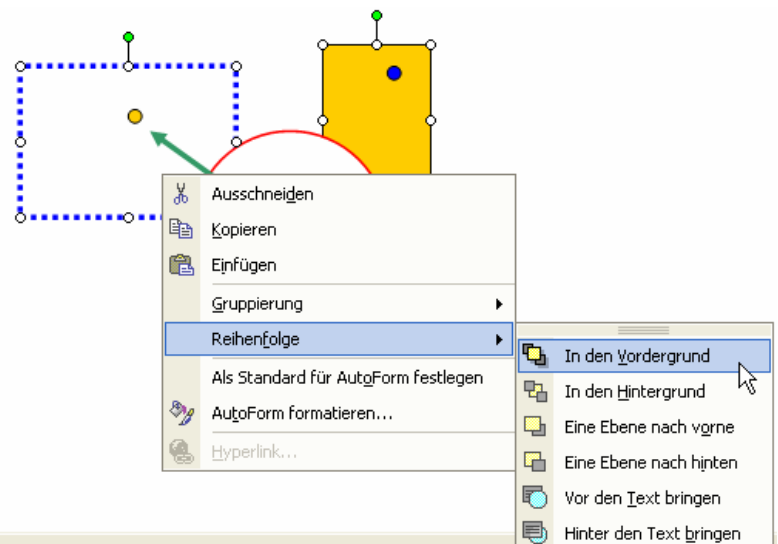 Ausschneiden
Kopieren
Einfügen
Gruppierung
Reihenfolge
Als Standard für AutoForm festlegen
AutoForm formatieren...
Hyperlink...
In den Vordergrund
In den Hintergrund
Eine Ebene nach vorne
Eine Ebene nach hinten
Vor den Text bringen
Hinter den Text bringen